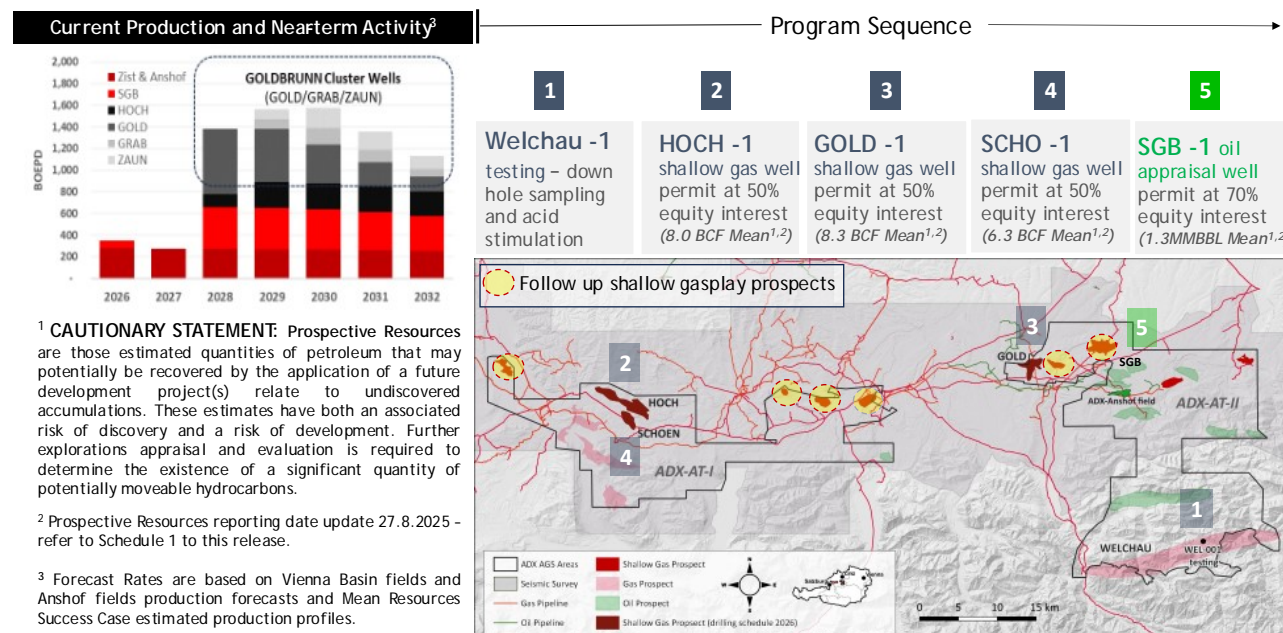 Current Production and Nearterm Activity³
Program Sequence
2,000
1,800
1,600
1,400
1,200
1,000
800
600
400
200
-
BOEPD
Zist & Anshof
SGB
HOCH
GOLD
GRAB
ZAUN
GOLDBRUNN Cluster Wells
(GOLD/GRAB/ZAUN)
2026 2027 2028 2029 2030 2031 2032
1
Welchau -1
testing – down
hole sampling
and acid
stimulation
2
HOCH -1
shallow gas well
permit at 50%
equity interest
(8.0 BCF Mean¹,²)
3
GOLD -1
shallow gas well
permit at 50%
equity interest
(8.3 BCF Mean¹,²)
4
SCHO -1
shallow gas well
permit at 50%
equity interest
(6.3 BCF Mean¹,²)
5
SGB -1 oil
appraisal well
permit at 70%
equity interest
(1.3MMBBL Mean¹,²
¹ CAUTIONARY STATEMENT: Prospective Resources
are those estimated quantities of petroleum that may
potentially be recovered by the application of a future
development project(s) relate to undiscovered
accumulations. These estimates have both an associated
risk of discovery and a risk of development. Further
explorations appraisal and evaluation is required to
determine the existence of a significant quantity of
potentially moveable hydrocarbons.
² Prospective Resources reporting date update 27.8.2025 -
refer to Schedule 1 to this release.
³ Forecast Rates are based on Vienna Basin fields and
Anshof fields production forecasts and Mean Resources
Success Case estimated production profiles.
Follow up shallow gasplay prospects
2
HOCH
SCHOEN
4
ADX-AT-I
3
GOLD
5
SGB
ADX-Anshof field
ADX-AT-II
1
WELCHAU
WEL 001
testing
ADX AGS Areas
Seismic Survey
Gas Pipeline
Oil Pipeline
Shallow Gas Prospect
Gas Prospect
Oil Prospect
Shallow Gas Propsect (drilling schedule 2026)
0 5 10 15 km